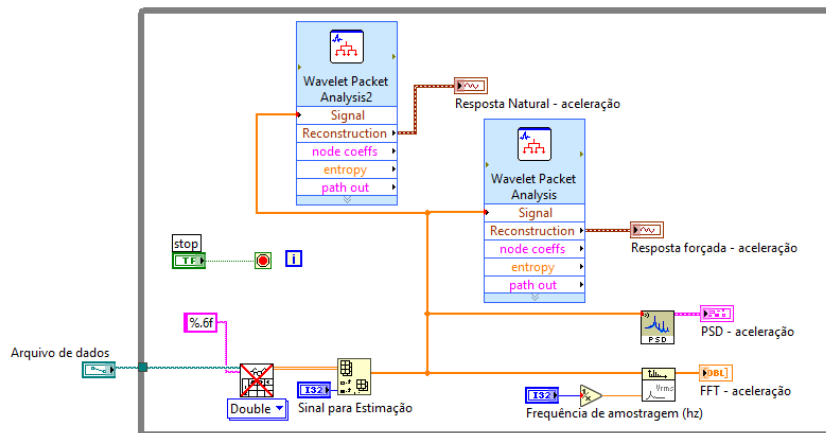 Wavelet Packet
Analysis2
Signal
Reconstruction
node coeffs
entropy
path out
Resposta Natural - aceleração
Wavelet Packet
Analysis
Signal
Reconstruction
node coeffs
entropy
path out
Resposta forçada - aceleração
stop
TF
i
%.6f
PSD
PSD - aceleração
Arquivo de dados
Double
I32
Sinal para Estimação
I32
Frequência de amostragem (hz)
DBL
FFT - aceleração